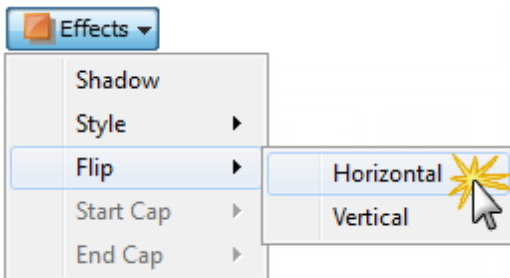 Effects
Shadow
Style
Flip
Horizontal
Start Cap
Vertical
End Cap